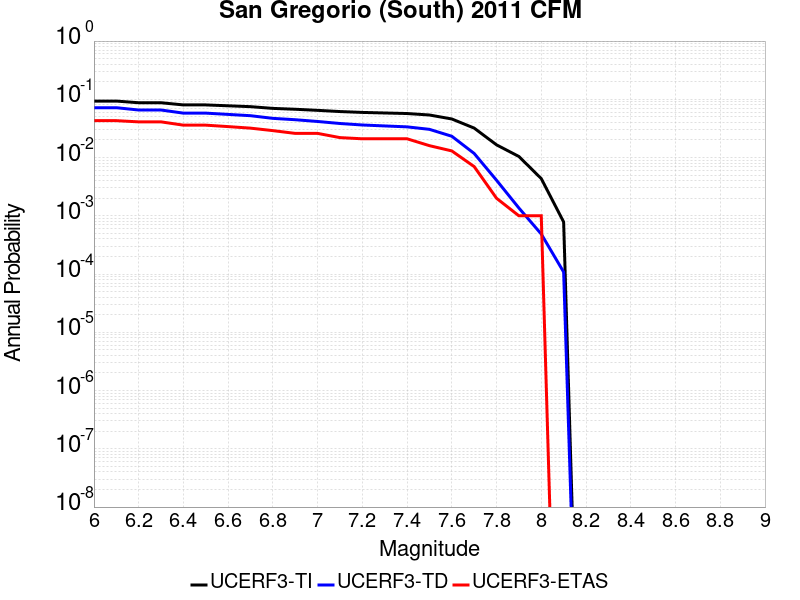 San Gregorio (South) 2011 CFM
10^0
10^-1
10^-2
10^-3
10^-4
10^-5
10^-6
10^-7
10^-8
Annual Probability
6 6.2 6.4 6.6 6.8 7 7.2 7.4 7.6 7.8 8 8.2 8.4 8.6 8.8 9
Magnitude
UCERF3-TI UCERF3-TD UCERF3-ETAS